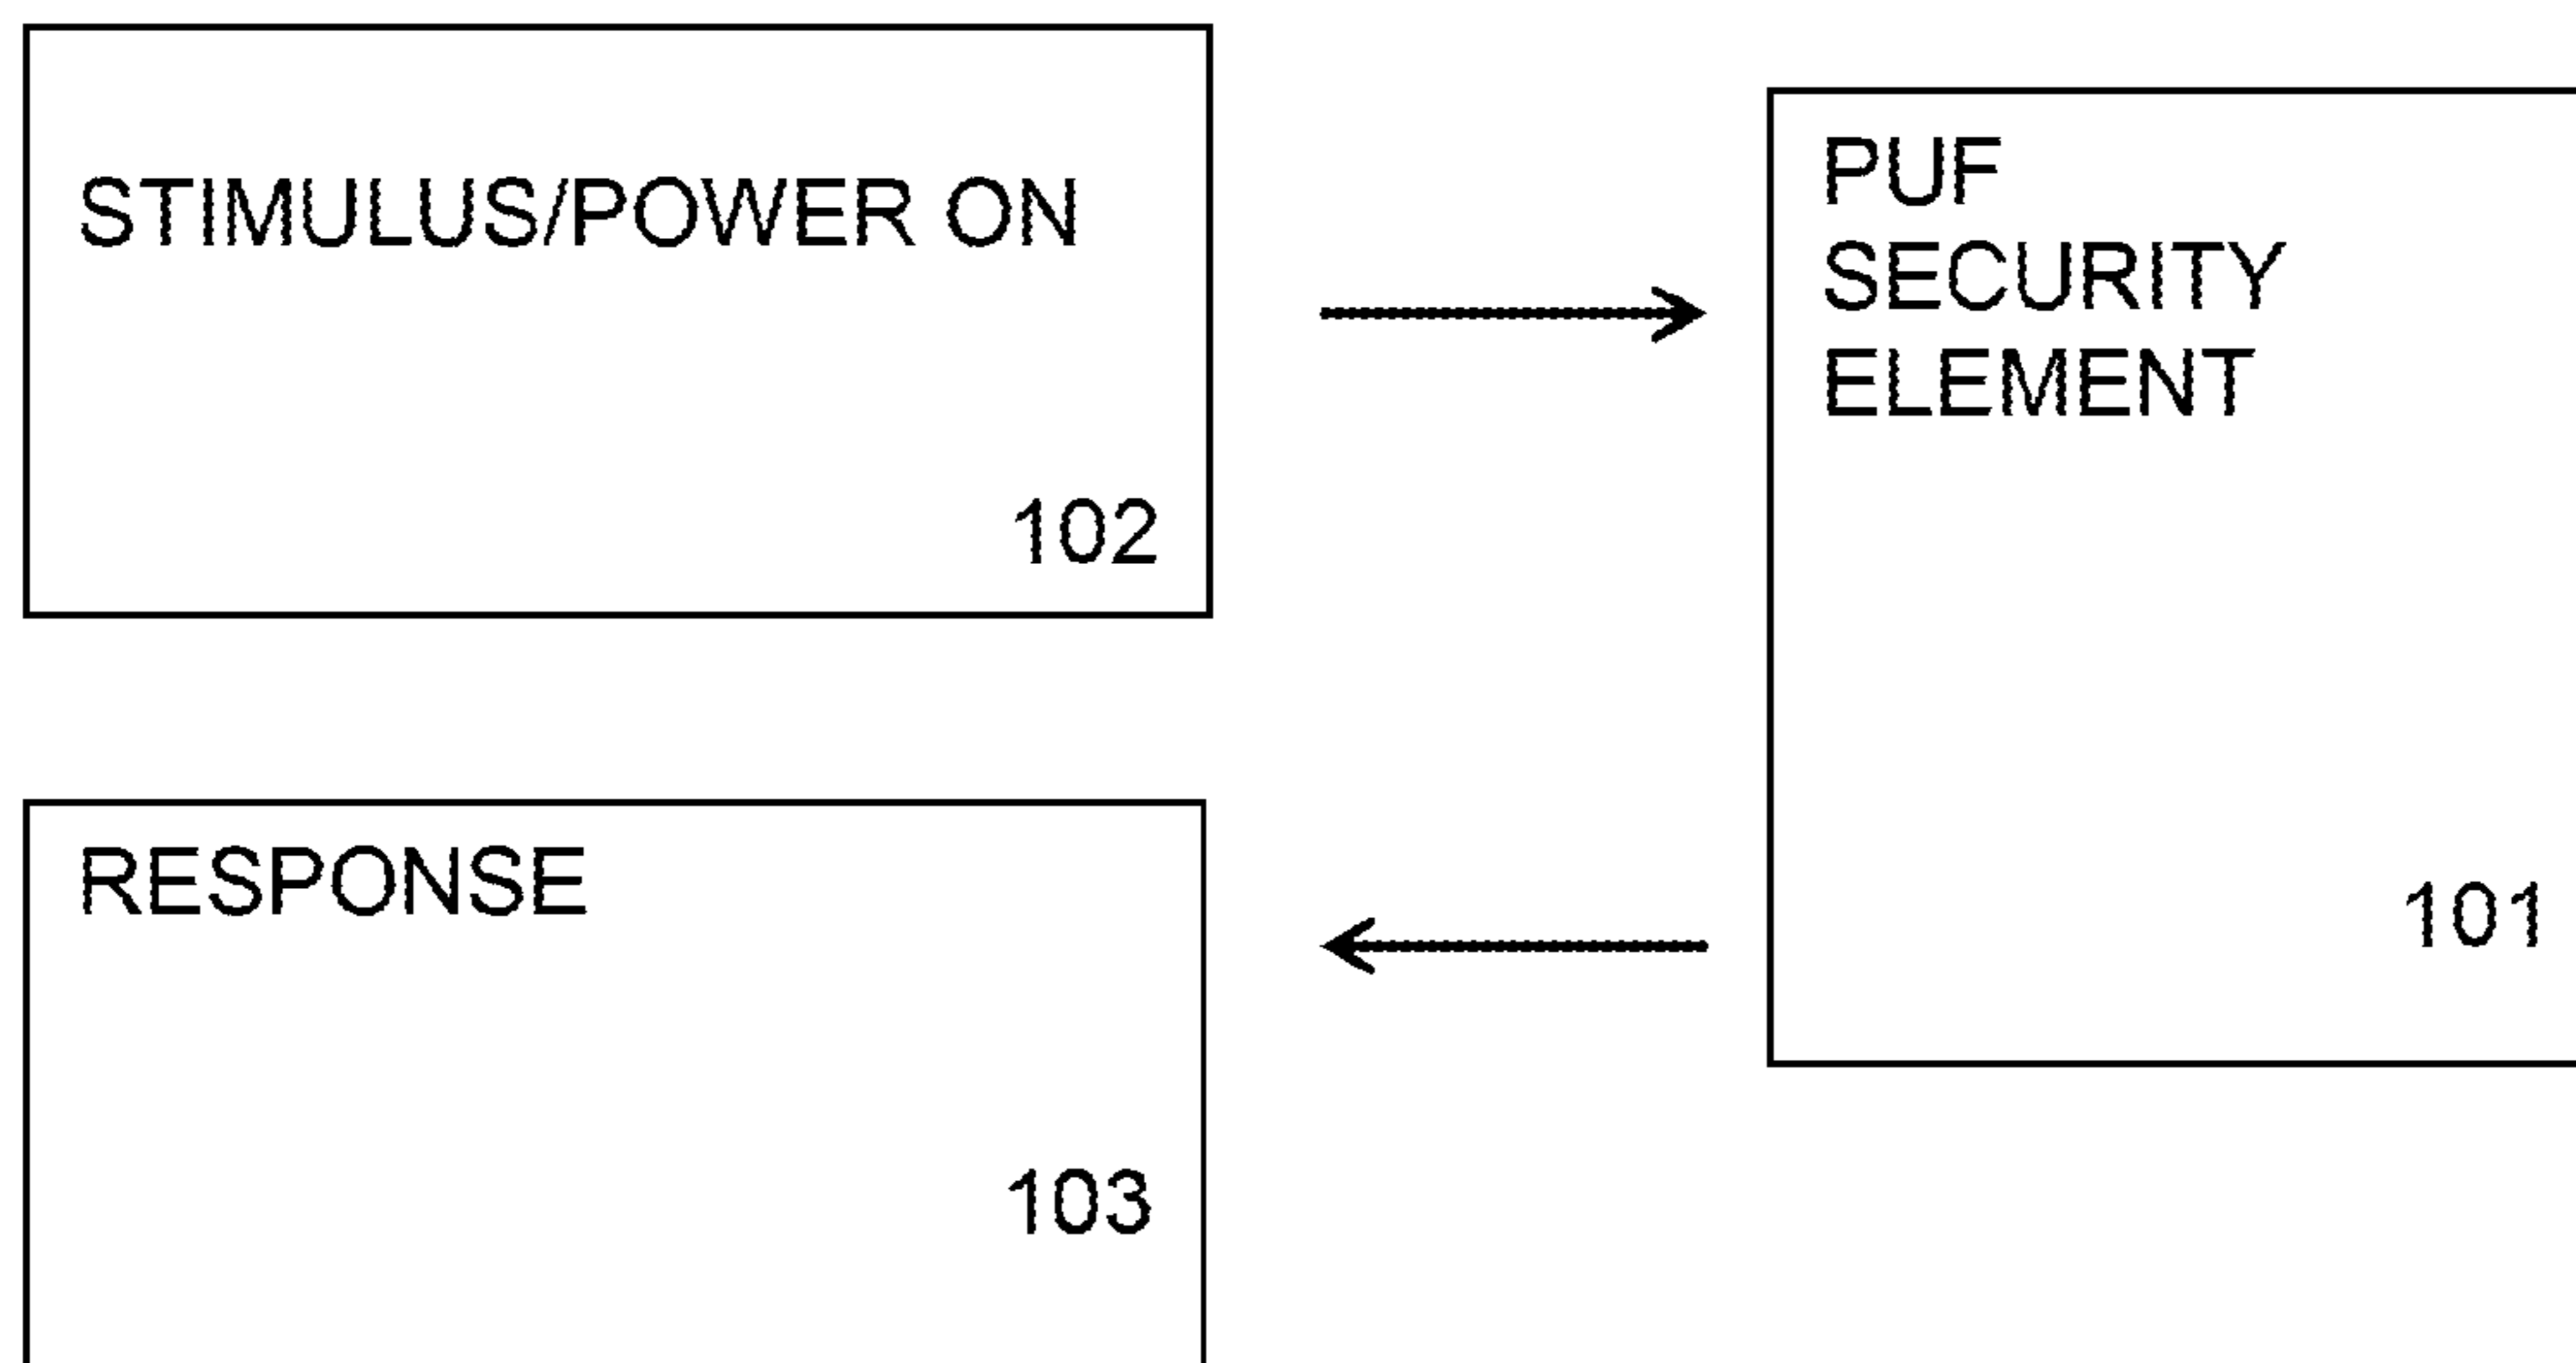 STIMULUS/POWER ON
102
PUF
SECURITY
ELEMENT
101
RESPONSE
103